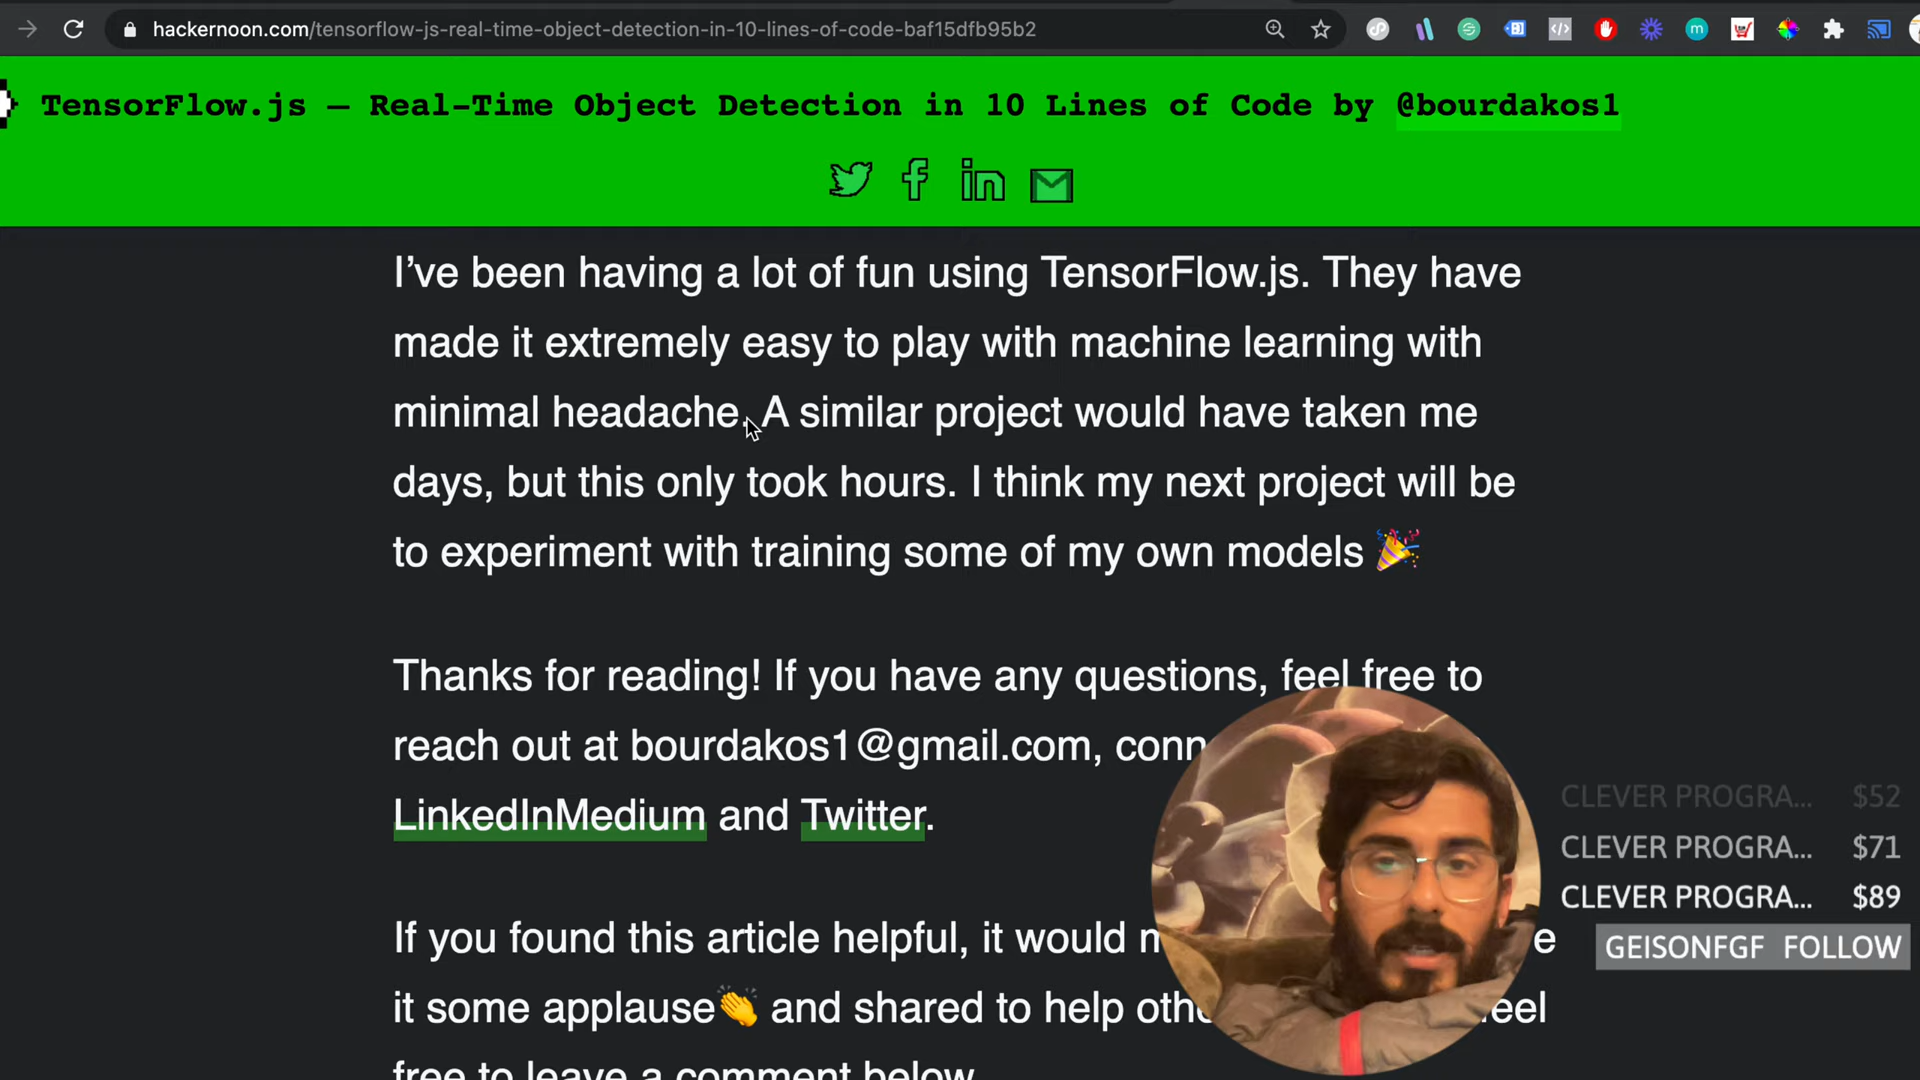 hackernoon.com/tensorflow-js-real-time-object-detection-in-10-lines-of-code-baf15dfb95b2
TensorFlow.js — Real-Time Object Detection in 10 Lines of Code by @bourdakos1
I’ve been having a lot of fun using TensorFlow.js. They have
made it extremely easy to play with machine learning with
minimal headache. A similar project would have taken me
days, but this only took hours. I think my next project will be
to experiment with training some of my own models 🎉
Thanks for reading! If you have any questions, feel free to
reach out at bourdakos1@gmail.com, conn
LinkedInMedium and Twitter.
If you found this article helpful, it would m e
it some applause👏 and shared to help oth eel
free to leave a comment below
CLEVER PROGRA... $52
CLEVER PROGRA... $71
CLEVER PROGRA... $89
GEISONFGF FOLLOW